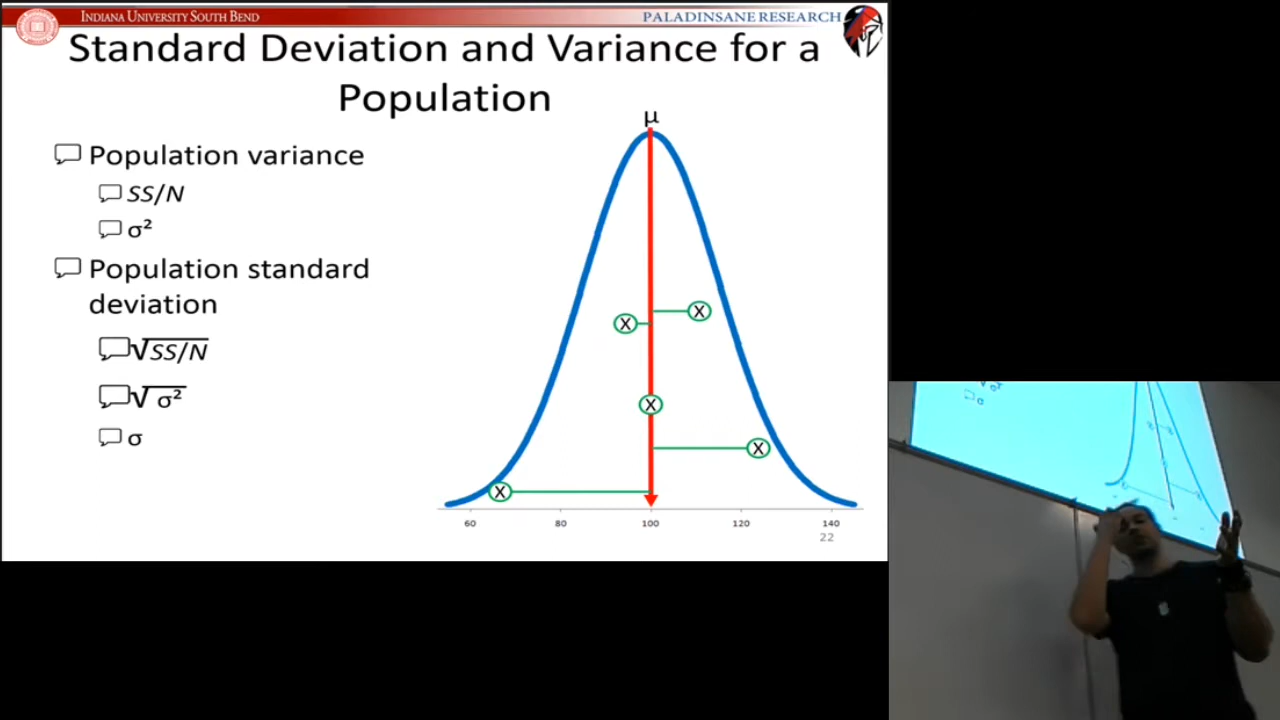 INDIANA UNIVERSITY SOUTH BEND
PALADINSANE RESEARCH
Standard Deviation and Variance for a
Population
μ
Population variance
SS/N
σ²
Population standard
deviation
√SS/N
√σ²
σ
X
X
X
X
X
60 80 100 120 140
22